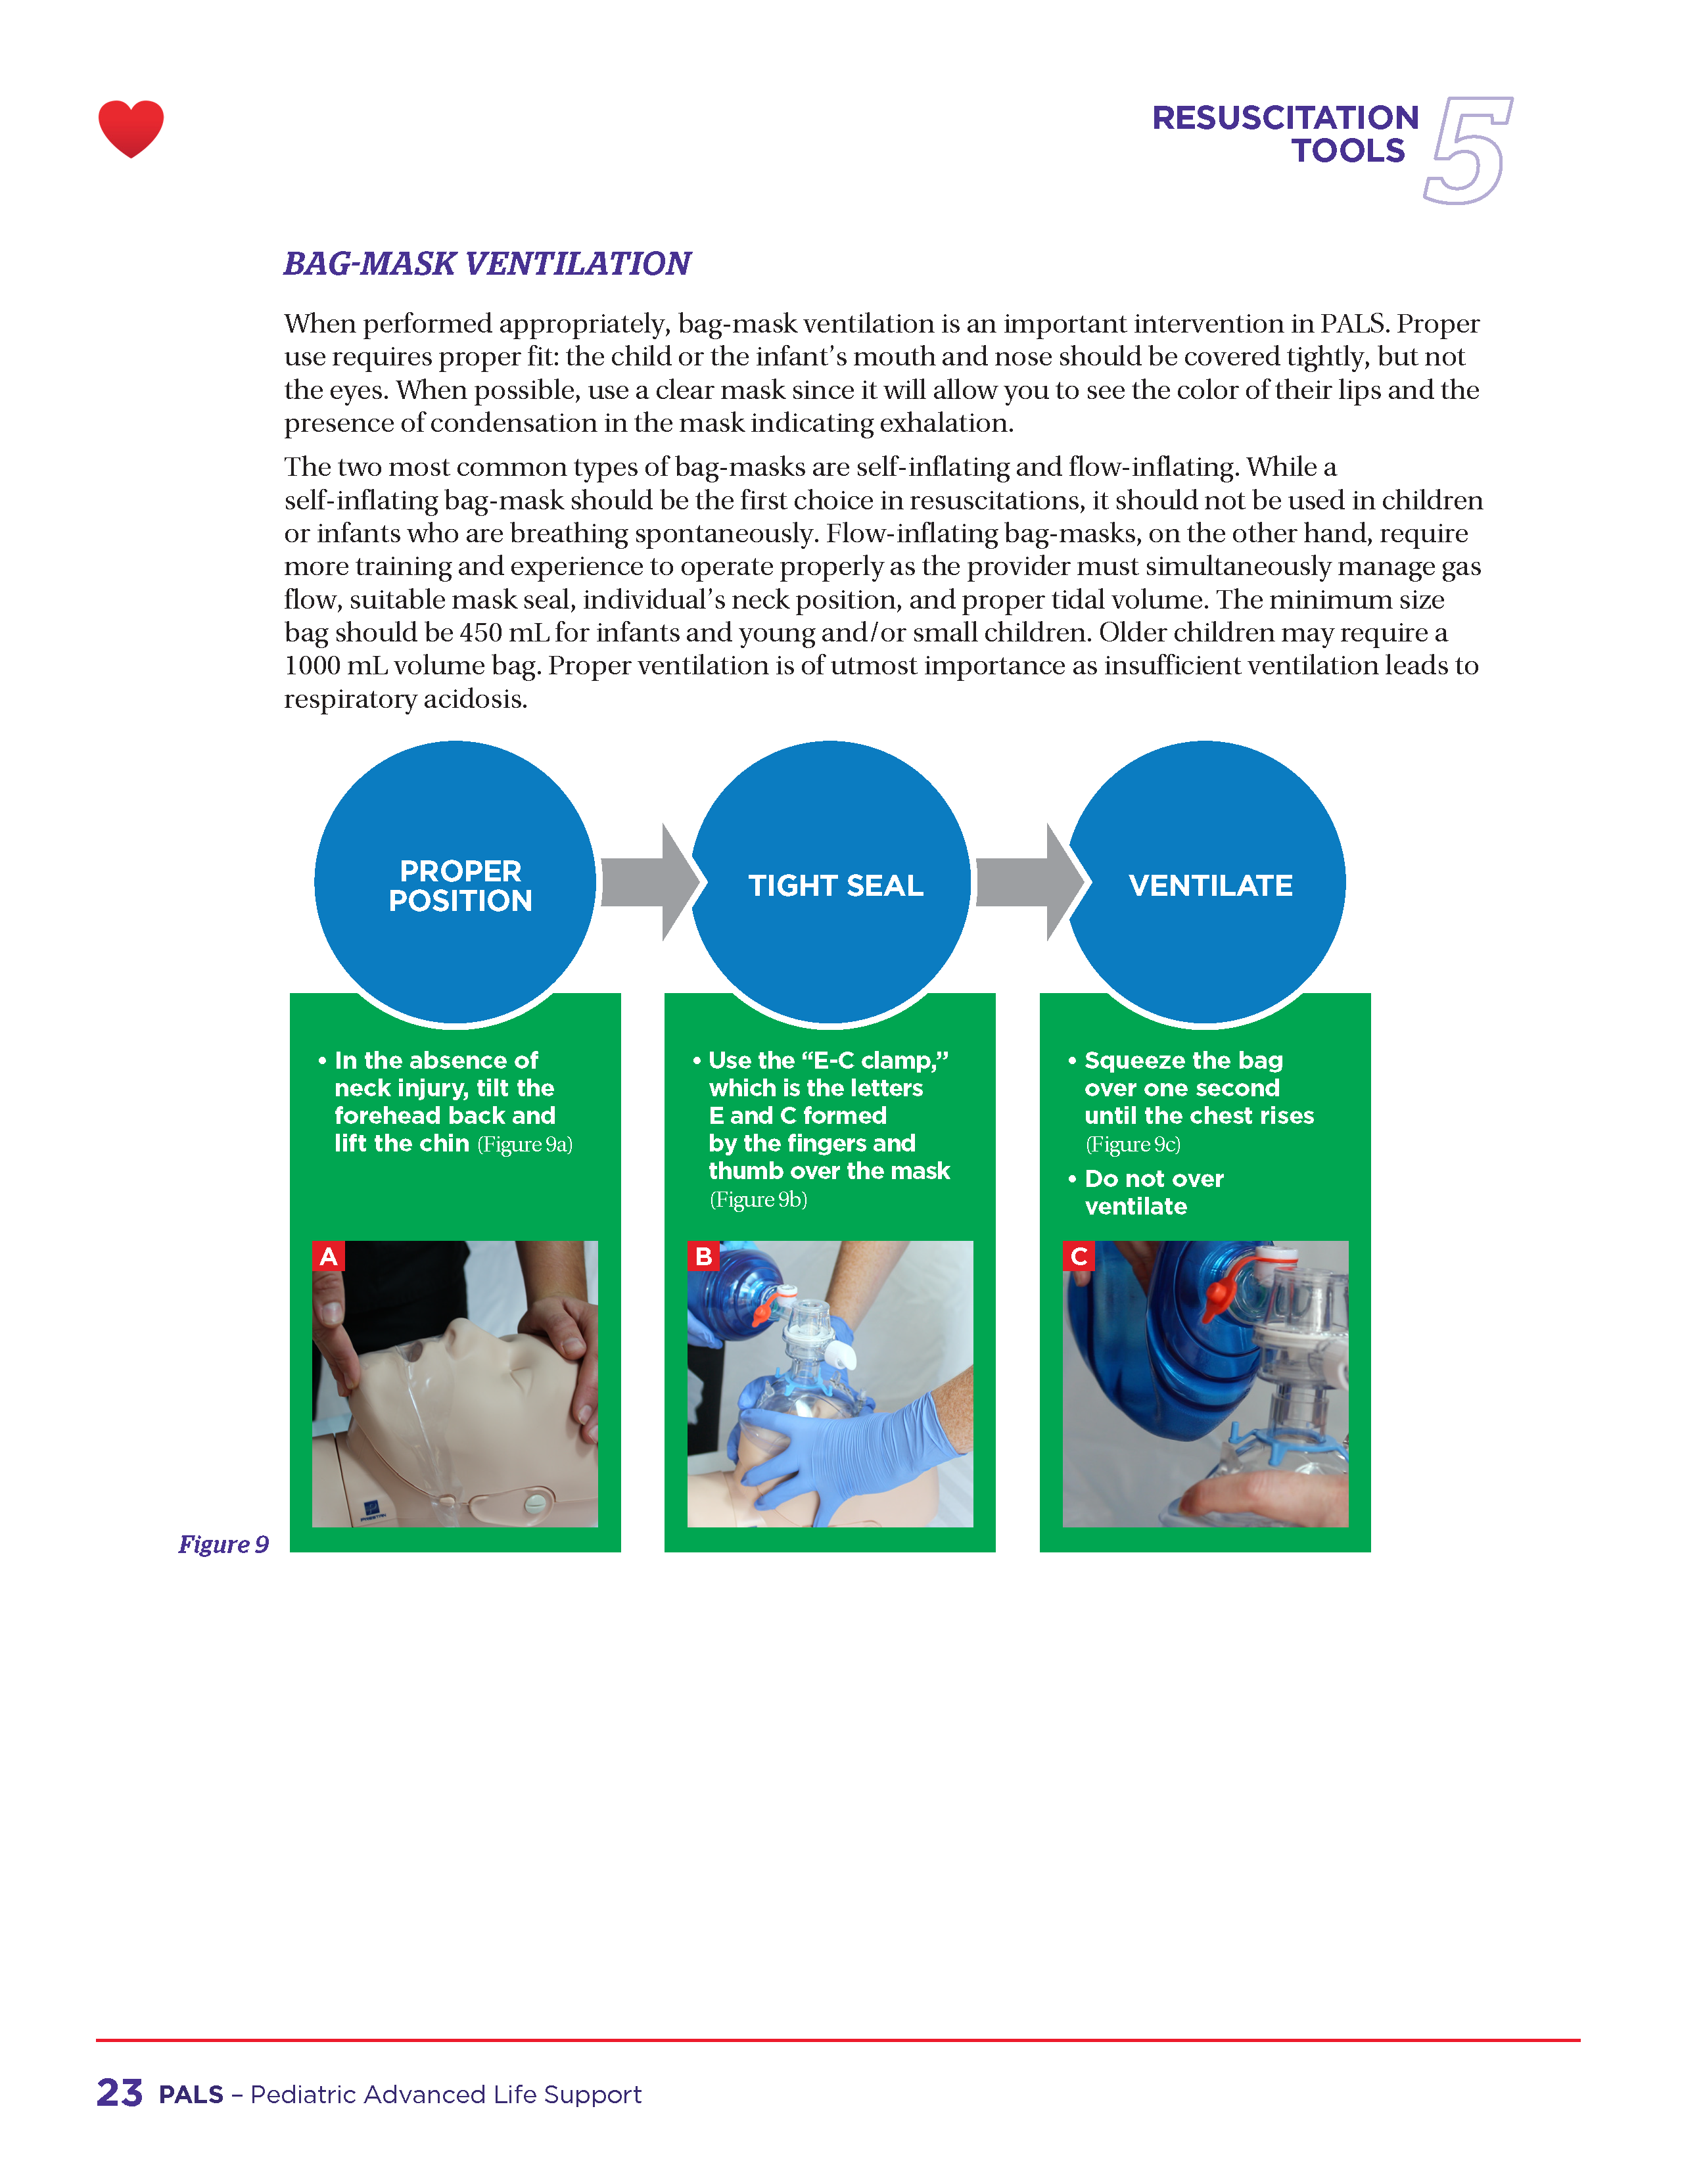 RESUSCITATION
TOOLS
5
BAG-MASK VENTILATION
When performed appropriately, bag-mask ventilation is an important intervention in PALS. Proper
use requires proper fit: the child or the infant’s mouth and nose should be covered tightly, but not
the eyes. When possible, use a clear mask since it will allow you to see the color of their lips and the
presence of condensation in the mask indicating exhalation.
The two most common types of bag-masks are self-inflating and flow-inflating. While a
self-inflating bag-mask should be the first choice in resuscitations, it should not be used in children
or infants who are breathing spontaneously. Flow-inflating bag-masks, on the other hand, require
more training and experience to operate properly as the provider must simultaneously manage gas
flow, suitable mask seal, individual’s neck position, and proper tidal volume. The minimum size
bag should be 450 mL for infants and young and/or small children. Older children may require a
1000 mL volume bag. Proper ventilation is of utmost importance as insufficient ventilation leads to
respiratory acidosis.
PROPER
POSITION
• In the absence of
neck injury, tilt the
forehead back and
lift the chin (Figure 9a)
A
TIGHT SEAL
• Use the “E-C clamp,”
which is the letters
E and C formed
by the fingers and
thumb over the mask
(Figure 9b)
B
VENTILATE
• Squeeze the bag
over one second
until the chest rises
(Figure 9c)
• Do not over
ventilate
C
Figure 9
23 PALS – Pediatric Advanced Life Support